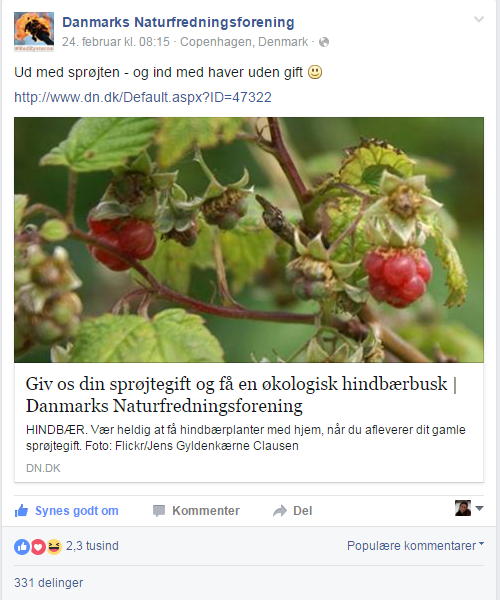 Danmarks Naturfredningsforening
24. februar kl. 08:15 · Copenhagen, Denmark ·
Ud med sprøjten - og ind med haver uden gift
http://www.dn.dk/Default.aspx?ID=47322
Giv os din sprøjtegift og få en økologisk hindbærbusk |
Danmarks Naturfredningsforening
HINDBÆR. Vær heldig at få hindbærplanter med hjem, når du afleverer dit gamle
sprøjtegift. Foto: Flickr/Jens Gyldenkærne Clausen
DN.DK
Synes godt om Kommenter Del
2,3 tusind Populære kommentarer
331 delinger